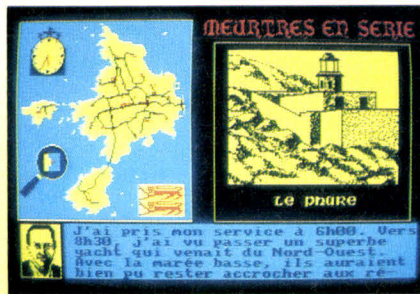 MEURTRES EN SERIE
LE PHARE
J'ai pris mon service à 6h00. Vers
8h30 j'ai vu passer un superbe
yacht qui venait du Nord-Ouest.
Avec la marée basse, ils auraient
bien pu rester accrocher aux ré-